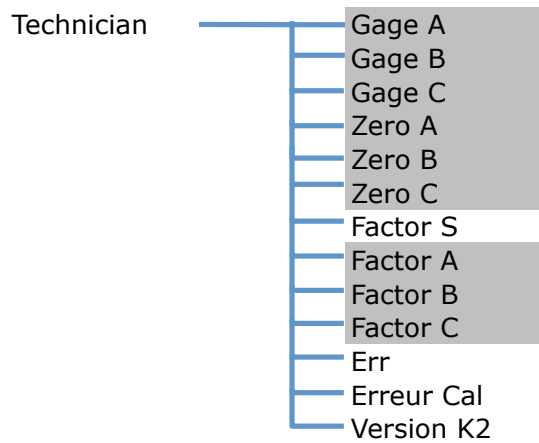 Technician
Gage A
Gage B
Gage C
Zero A
Zero B
Zero C
Factor S
Factor A
Factor B
Factor C
Err
Erreur Cal
Version K2